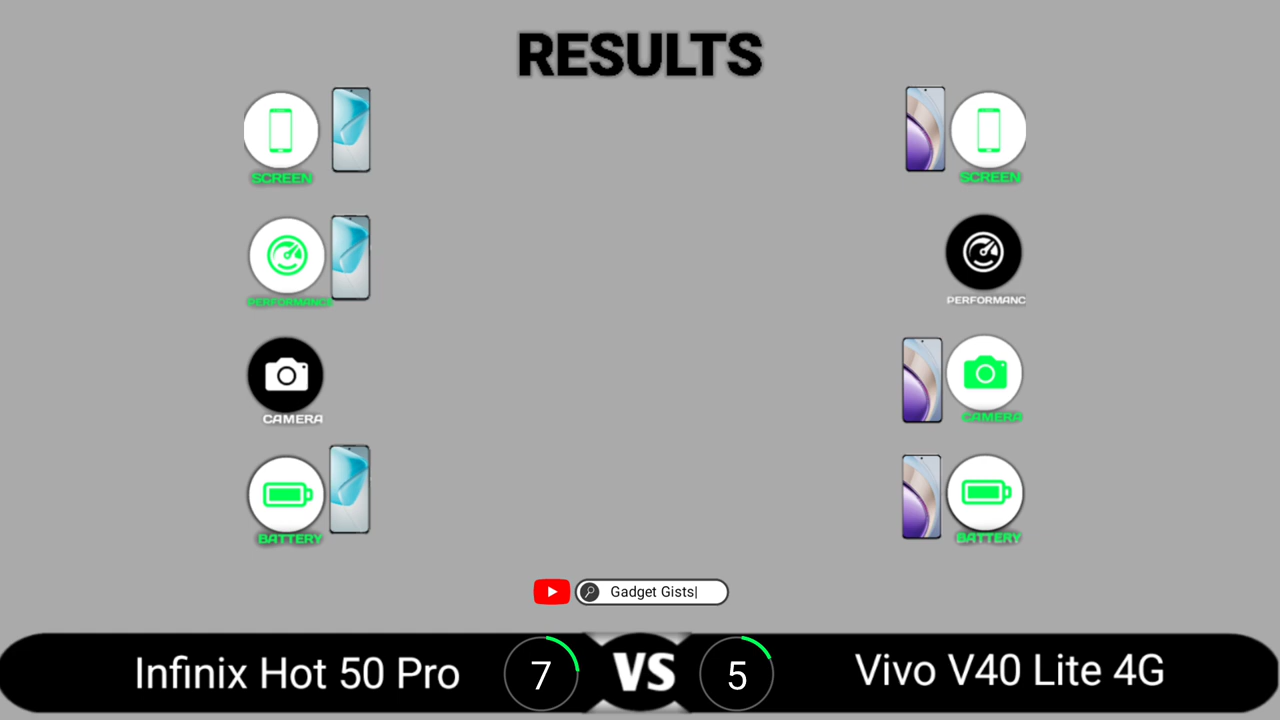 RESULTS
SCREEN
SCREEN
PERFORMANCE
PERFORMANC
CAMERA
CAMERA
BATTERY
BATTERY
Gadget Gists|
Infinix Hot 50 Pro 7 VS 5 Vivo V40 Lite 4G